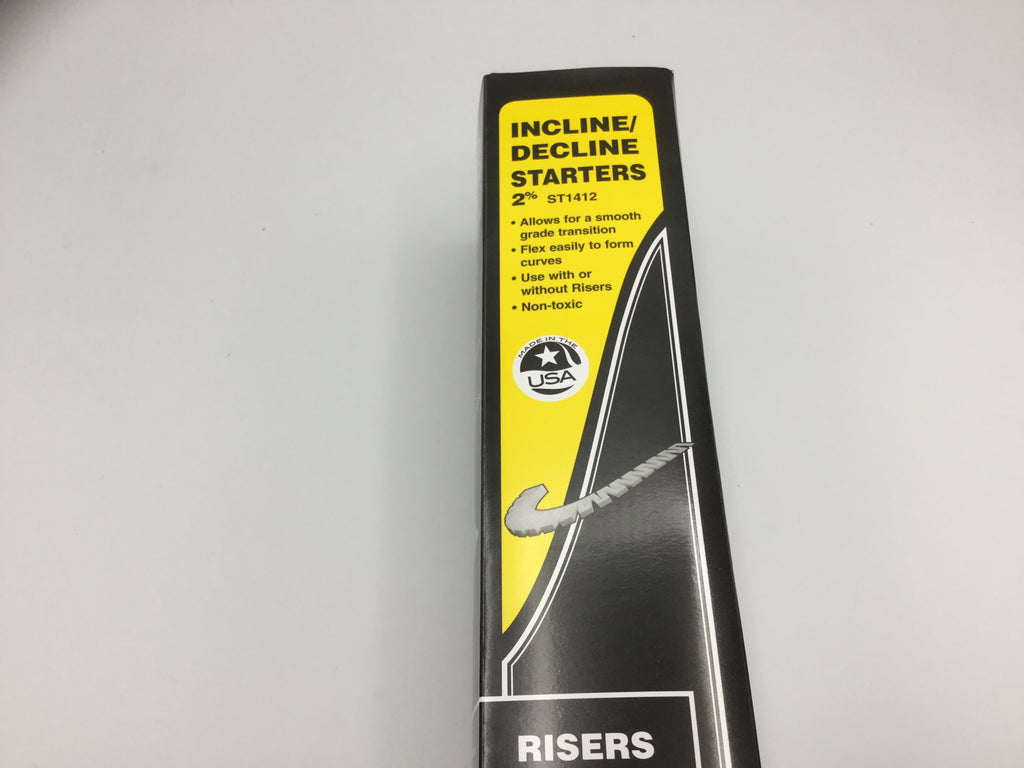 INCLINE/
DECLINE
STARTERS
2% ST1412
• Allows for a smooth
grade transition
• Flex easily to form
curves
• Use with or
without Risers
• Non-toxic
MADE IN THE
USA
RISERS